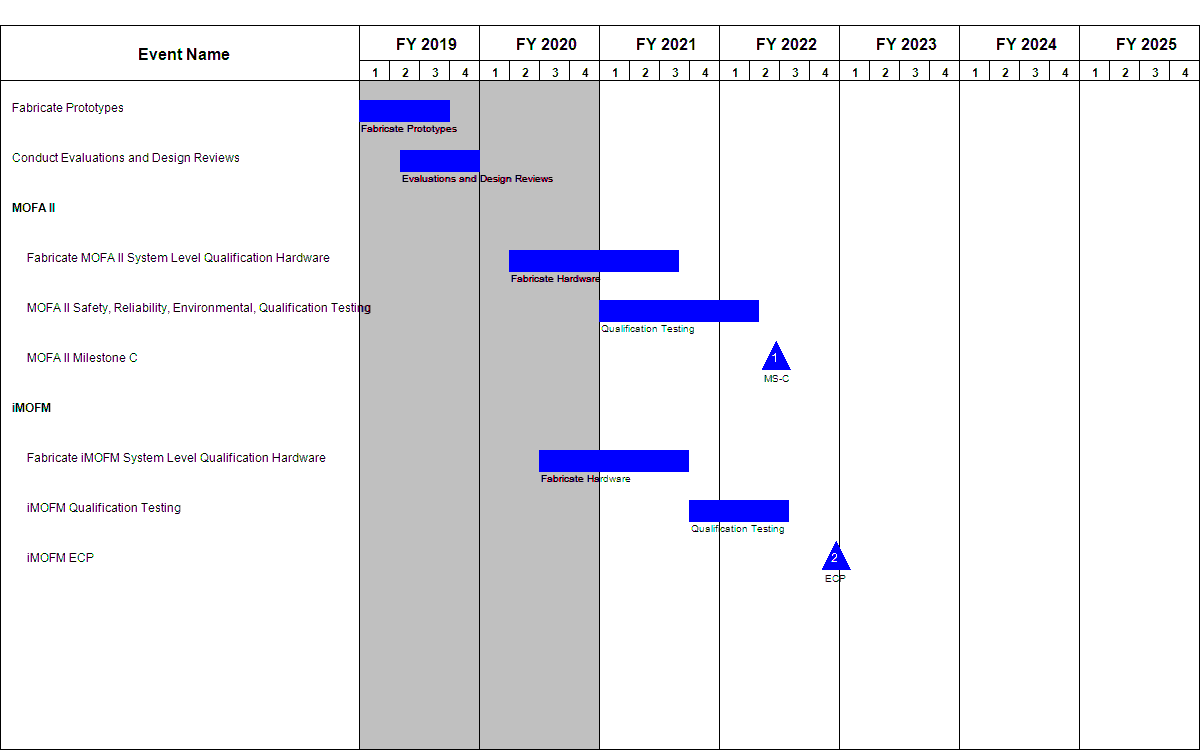 Event Name
FY 2019 FY 2020 FY 2021 FY 2022 FY 2023 FY 2024 FY 2025
1 2 3 4 1 2 3 4 1 2 3 4 1 2 3 4 1 2 3 4 1 2 3 4 1 2 3 4
Fabricate Prototypes
Fabricate Prototypes
Conduct Evaluations and Design Reviews
Evaluations and Design Reviews
MOFA II
Fabricate MOFA II System Level Qualification Hardware
Fabricate Hardware
MOFA II Safety, Reliability, Environmental, Qualification Testing
Qualification Testing
MOFA II Milestone C
1
MS-C
iMOFM
Fabricate iMOFM System Level Qualification Hardware
Fabricate Hardware
iMOFM Qualification Testing
Qualification Testing
iMOFM ECP
2
ECP